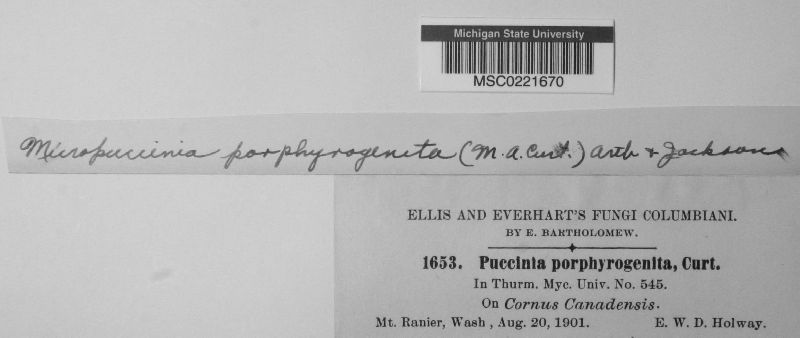 Michigan State University
MSC0221670
Micropuccinia porphyrogenita (M. A. Curt.) Arth & Jackson
ELLIS AND EVERHART'S FUNGI COLUMBIANI.
BY E. BARTHOLOMEW.
1653. Puccinia porphyrogenita, Curt.
In Thurm. Myc. Univ. No. 545.
On Cornus Canadensis.
Mt. Ranier, Wash, Aug. 20, 1901. E. W. D. Holway.